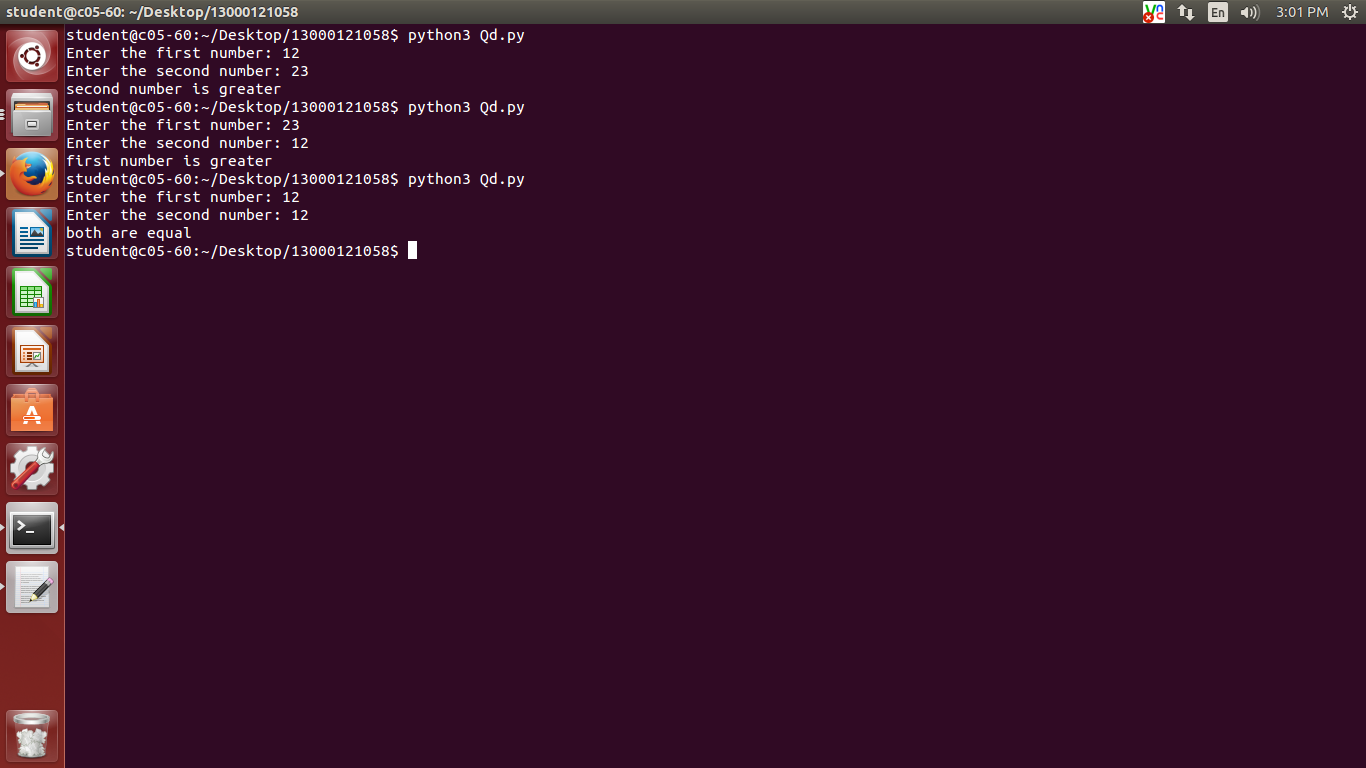 student@c05-60: ~/Desktop/13000121058
En
3:01 PM
student@c05-60:~/Desktop/13000121058$ python3 Qd.py
Enter the first number: 12
Enter the second number: 23
second number is greater
student@c05-60:~/Desktop/13000121058$ python3 Qd.py
Enter the first number: 23
Enter the second number: 12
first number is greater
student@c05-60:~/Desktop/13000121058$ python3 Qd.py
Enter the first number: 12
Enter the second number: 12
both are equal
student@c05-60:~/Desktop/13000121058$